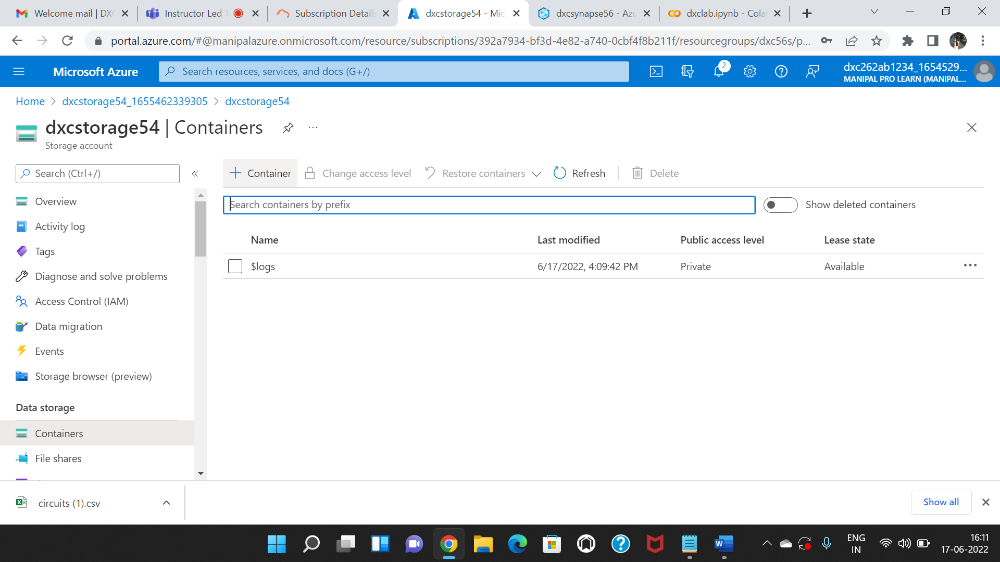 Welcome mail | DXC
Instructor Led T
Subscription Details
dxcstorage54 - Mic
dxcsynapse56 - Azu
dxclab.ipynb - Colal
portal.azure.com/#@manipalazure.onmicrosoft.com/resource/subscriptions/392a7934-bf3d-4e82-a740-0cbf4f8b211f/resourcegroups/dxc56s/p...
Microsoft Azure
Search resources, services, and docs (G+/)
2
dxc262ab1234_1654529...
MANIPAL PRO LEARN (MANIPAL...
Home > dxcstorage54_1655462339305 > dxcstorage54
dxcstorage54 | Containers ...
Storage account
Search (Ctrl+/)
«
+ Container
Change access level
Restore containers
Refresh
Delete
Search containers by prefix
Show deleted containers
Overview
Activity log
Tags
Diagnose and solve problems
Access Control (IAM)
Data migration
Events
Storage browser (preview)
Data storage
Containers
File shares
Name Last modified Public access level Lease state
$logs 6/17/2022, 4:09:42 PM Private Available ...
circuits (1).csv
Show all
ENG
IN
16:11
17-06-2022